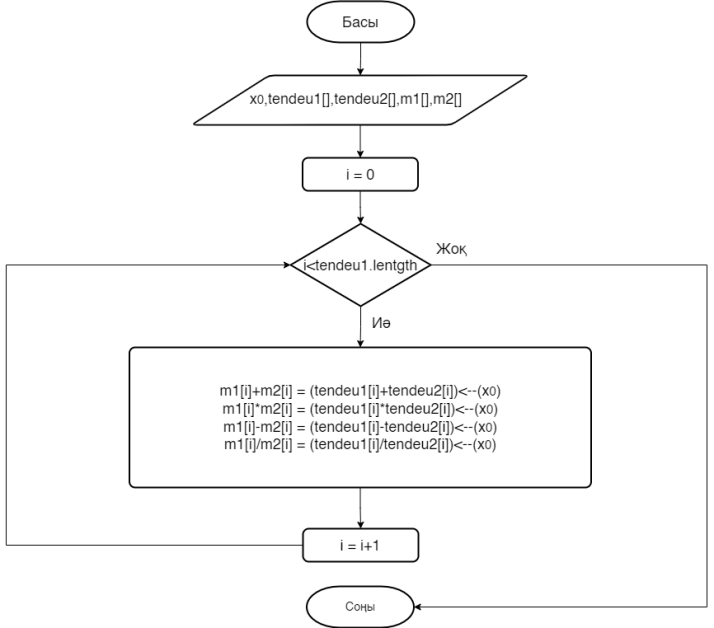 Басы
x0,tendeu1[],tendeu2[],m1[],m2[]
i = 0
i<tendeu1.lentgth
Жоқ
Иә
m1[i]+m2[i] = (tendeu1[i]+tendeu2[i])<--(x0)
m1[i]*m2[i] = (tendeu1[i]*tendeu2[i])<--(x0)
m1[i]-m2[i] = (tendeu1[i]-tendeu2[i])<--(x0)
m1[i]/m2[i] = (tendeu1[i]/tendeu2[i])<--(x0)
i = i+1
Соңы